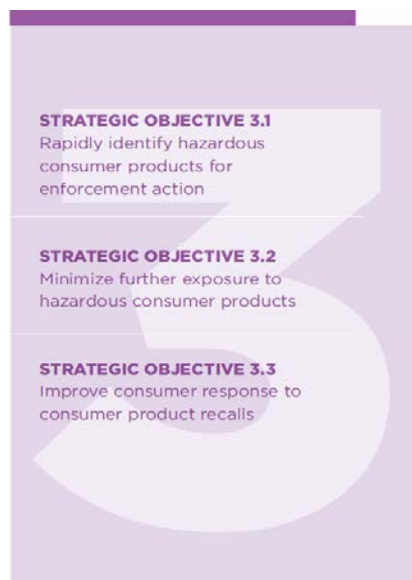 3
STRATEGIC OBJECTIVE 3.1
Rapidly identify hazardous
consumer products for
enforcement action
STRATEGIC OBJECTIVE 3.2
Minimize further exposure to
hazardous consumer products
STRATEGIC OBJECTIVE 3.3
Improve consumer response to
consumer product recalls